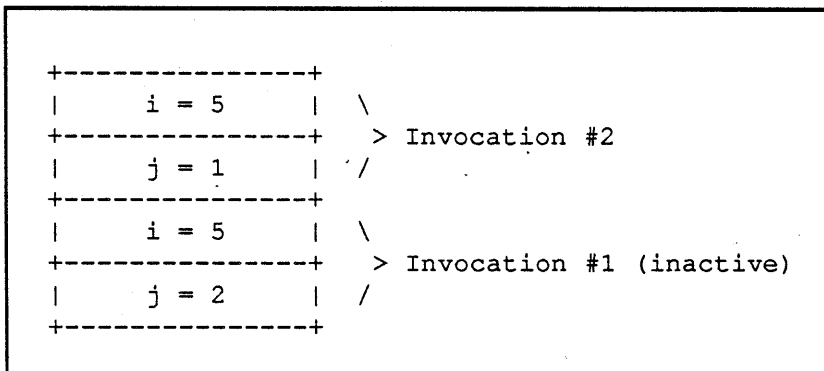 +---------------+
|     i = 5     |  \
+---------------+   > Invocation #2
|     j = 1     |  /
+---------------+
|     i = 5     |  \
+---------------+   > Invocation #1 (inactive)
|     j = 2     |  /
+---------------+